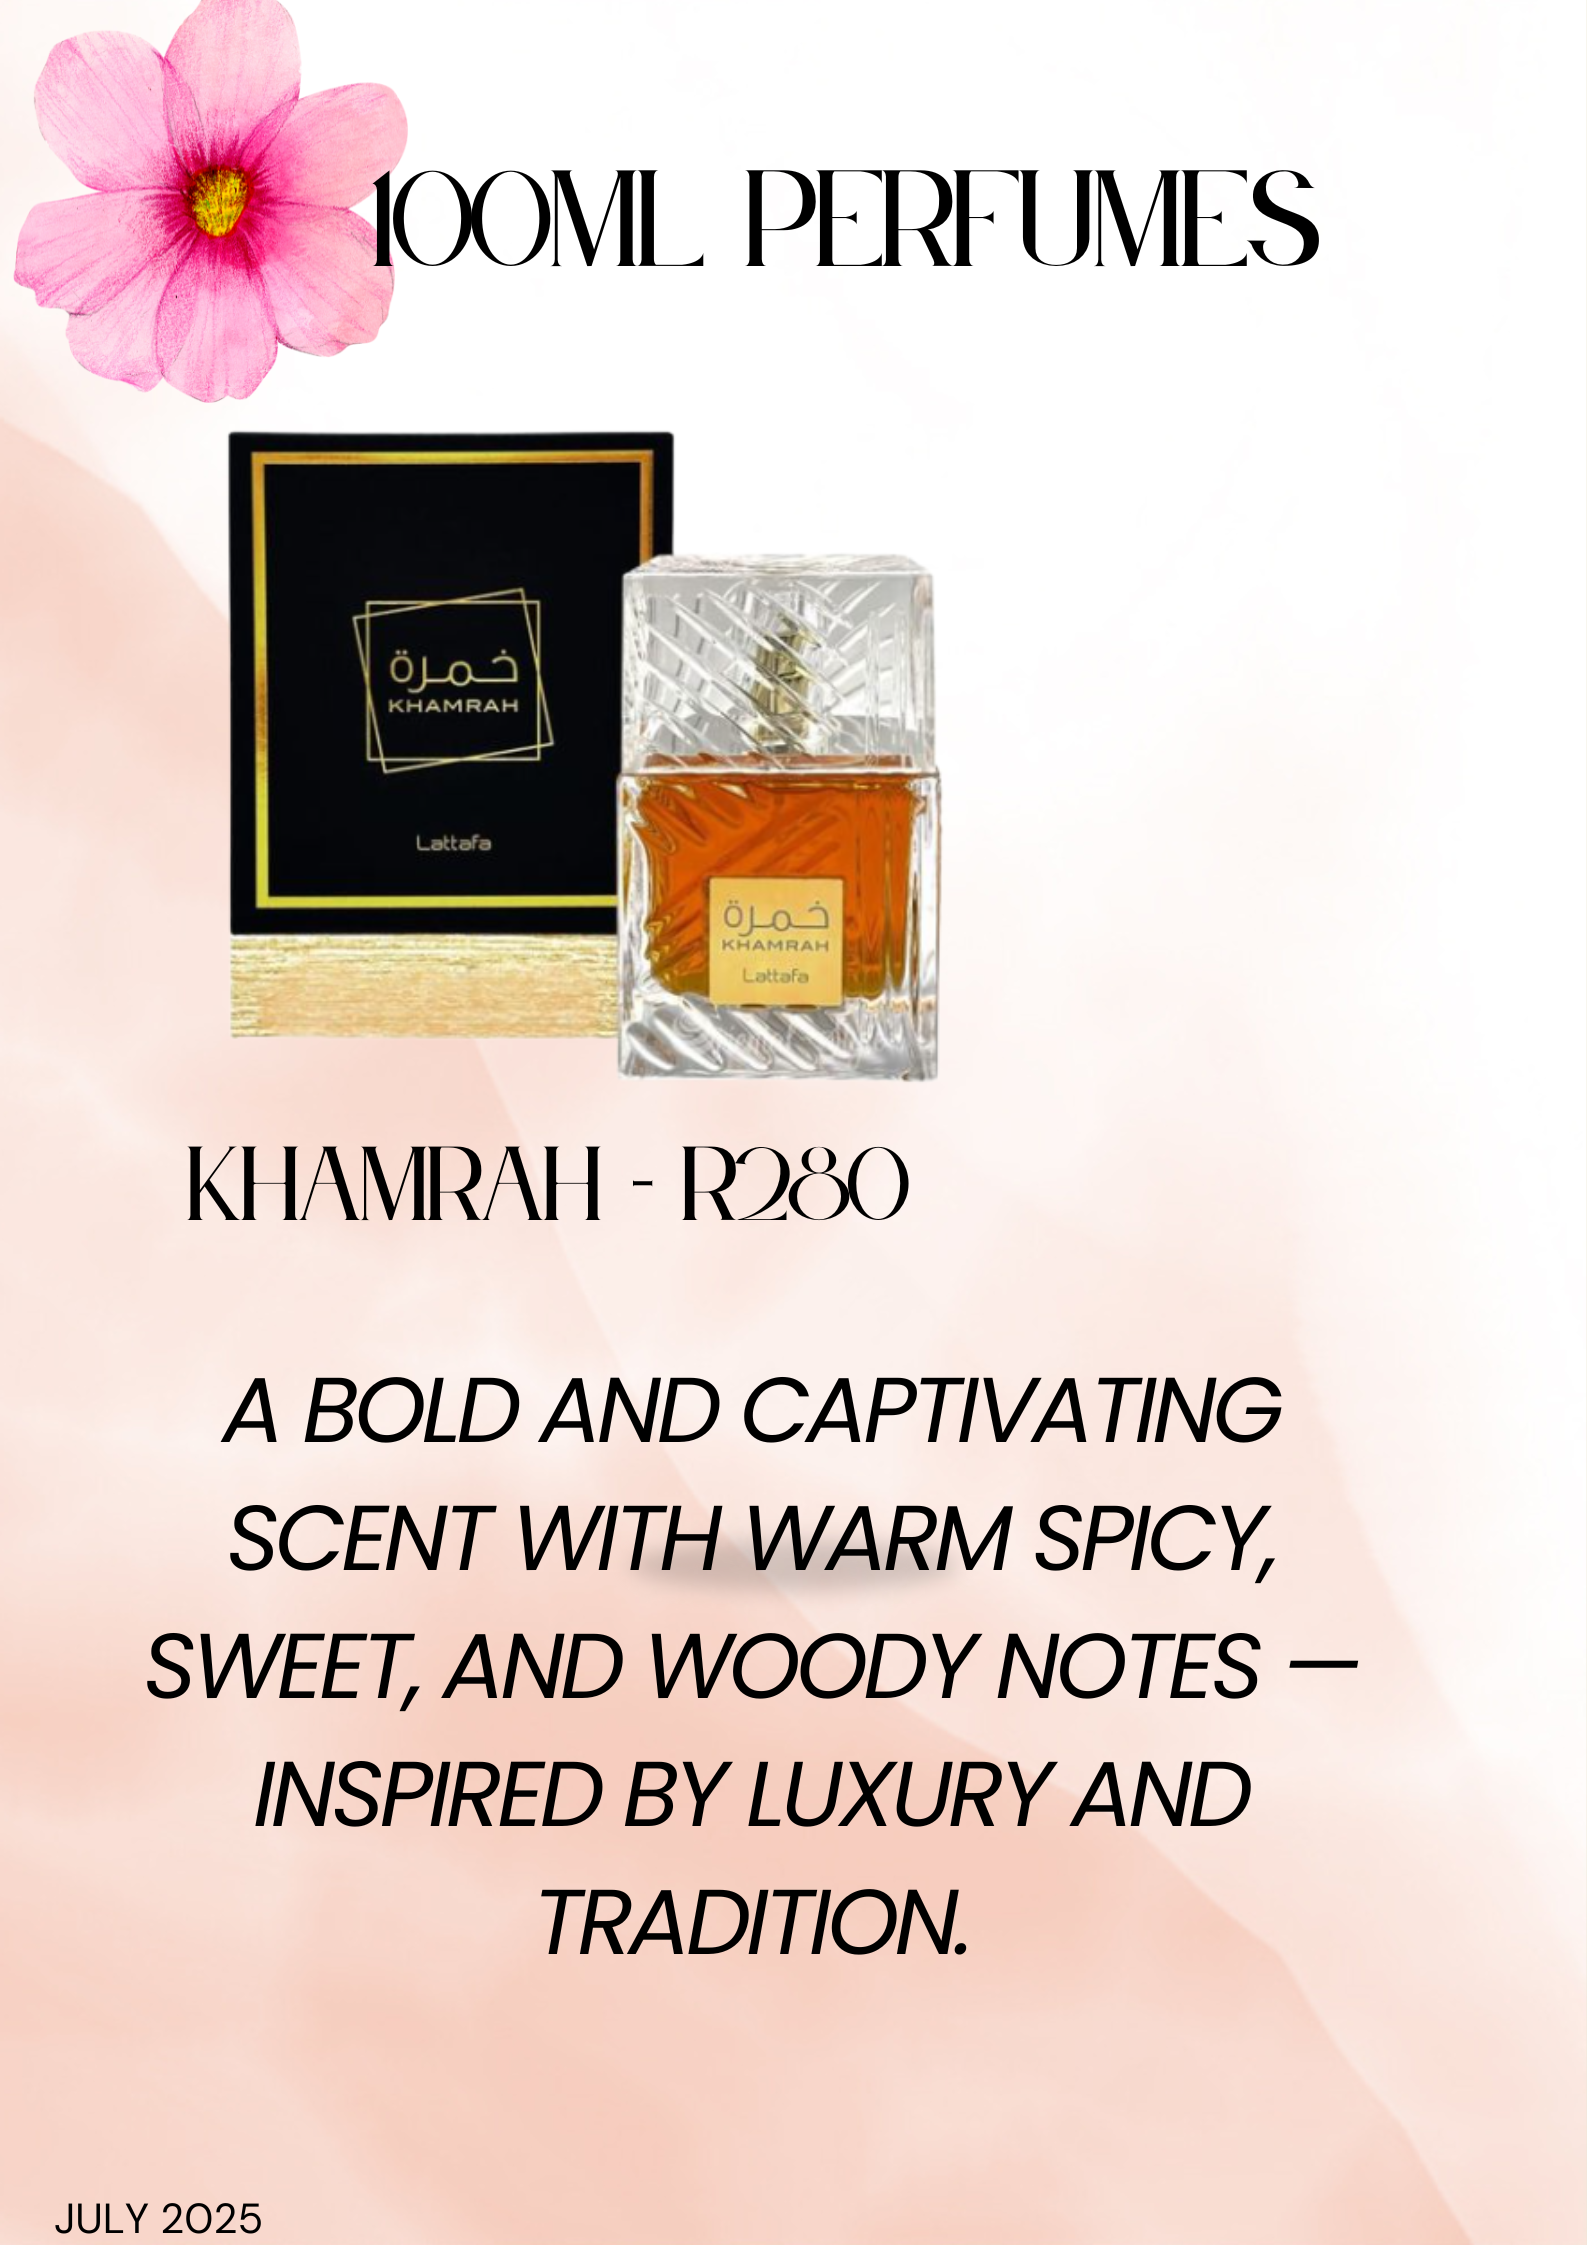 100ML PERFUMES
خمرة
KHAMRAH
Lattafa
خمرة
KHAMRAH
Lattafa
KHAMRAH - R280
A BOLD AND CAPTIVATING
SCENT WITH WARM SPICY,
SWEET, AND WOODY NOTES —
INSPIRED BY LUXURY AND
TRADITION.
JULY 2025